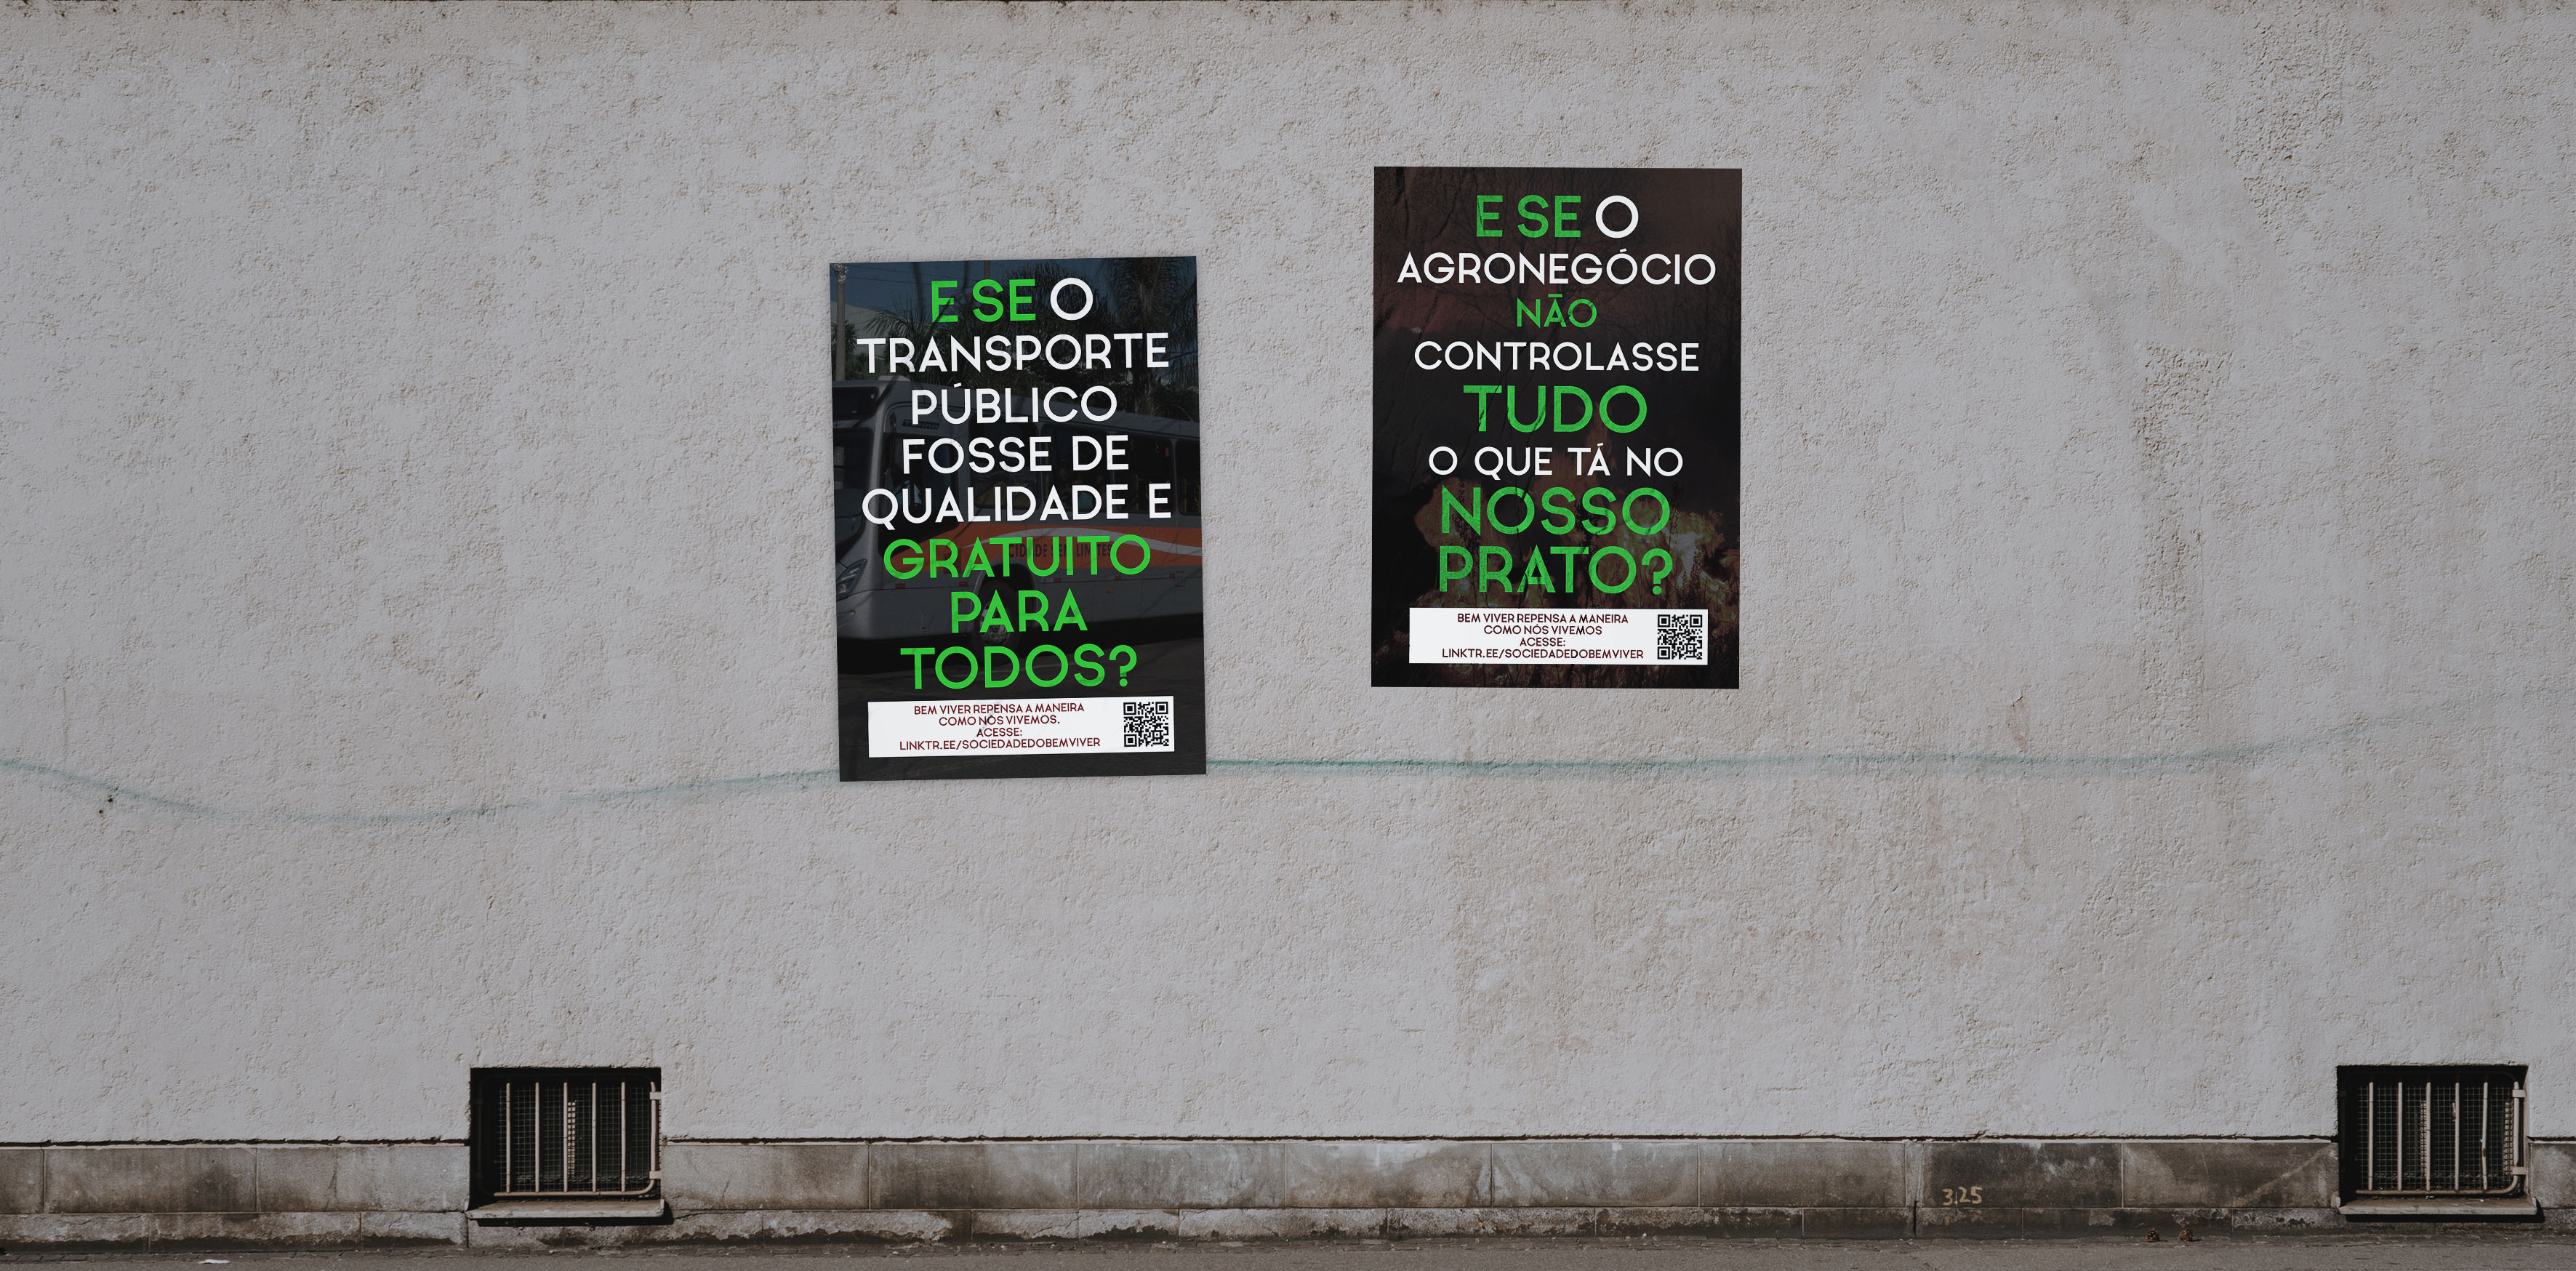 E SE O
TRANSPORTE
PÚBLICO
FOSSE DE
QUALIDADE E
GRATUITO
PARA
TODOS?
BEM VIVER REPENSA A MANEIRA
COMO NÓS VIVEMOS.
ACESSE:
LINKTR.EE/SOCIEDADEDOBEMVIVER
E SE O
AGRONEGÓCIO
NÃO
CONTROLASSE
TUDO
O QUE TÁ NO
NOSSO
PRATO?
BEM VIVER REPENSA A MANEIRA
COMO NÓS VIVEMOS
ACESSE:
LINKTR.EE/SOCIEDADEDOBEMVIVER
3,25